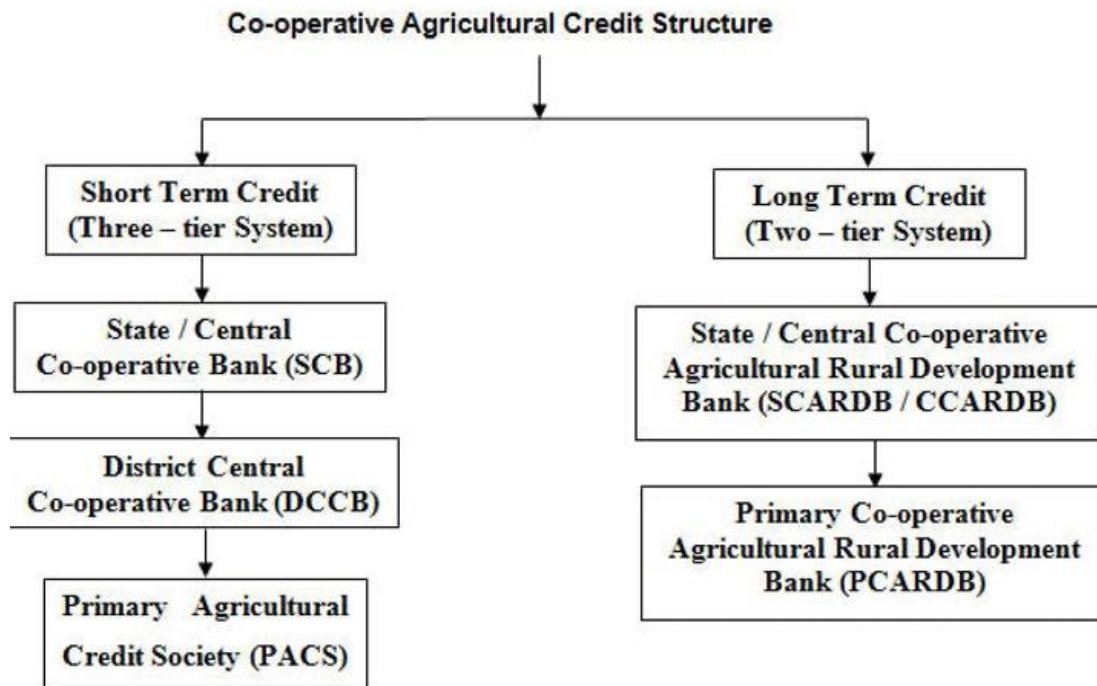 Co-operative Agricultural Credit Structure
Short Term Credit
(Three – tier System)
State / Central
Co-operative Bank (SCB)
District Central
Co-operative Bank (DCCB)
Primary Agricultural
Credit Society (PACS)
Long Term Credit
(Two – tier System)
State / Central Co-operative
Agricultural Rural Development
Bank (SCARDB / CCARDB)
Primary Co-operative
Agricultural Rural Development
Bank (PCARDB)